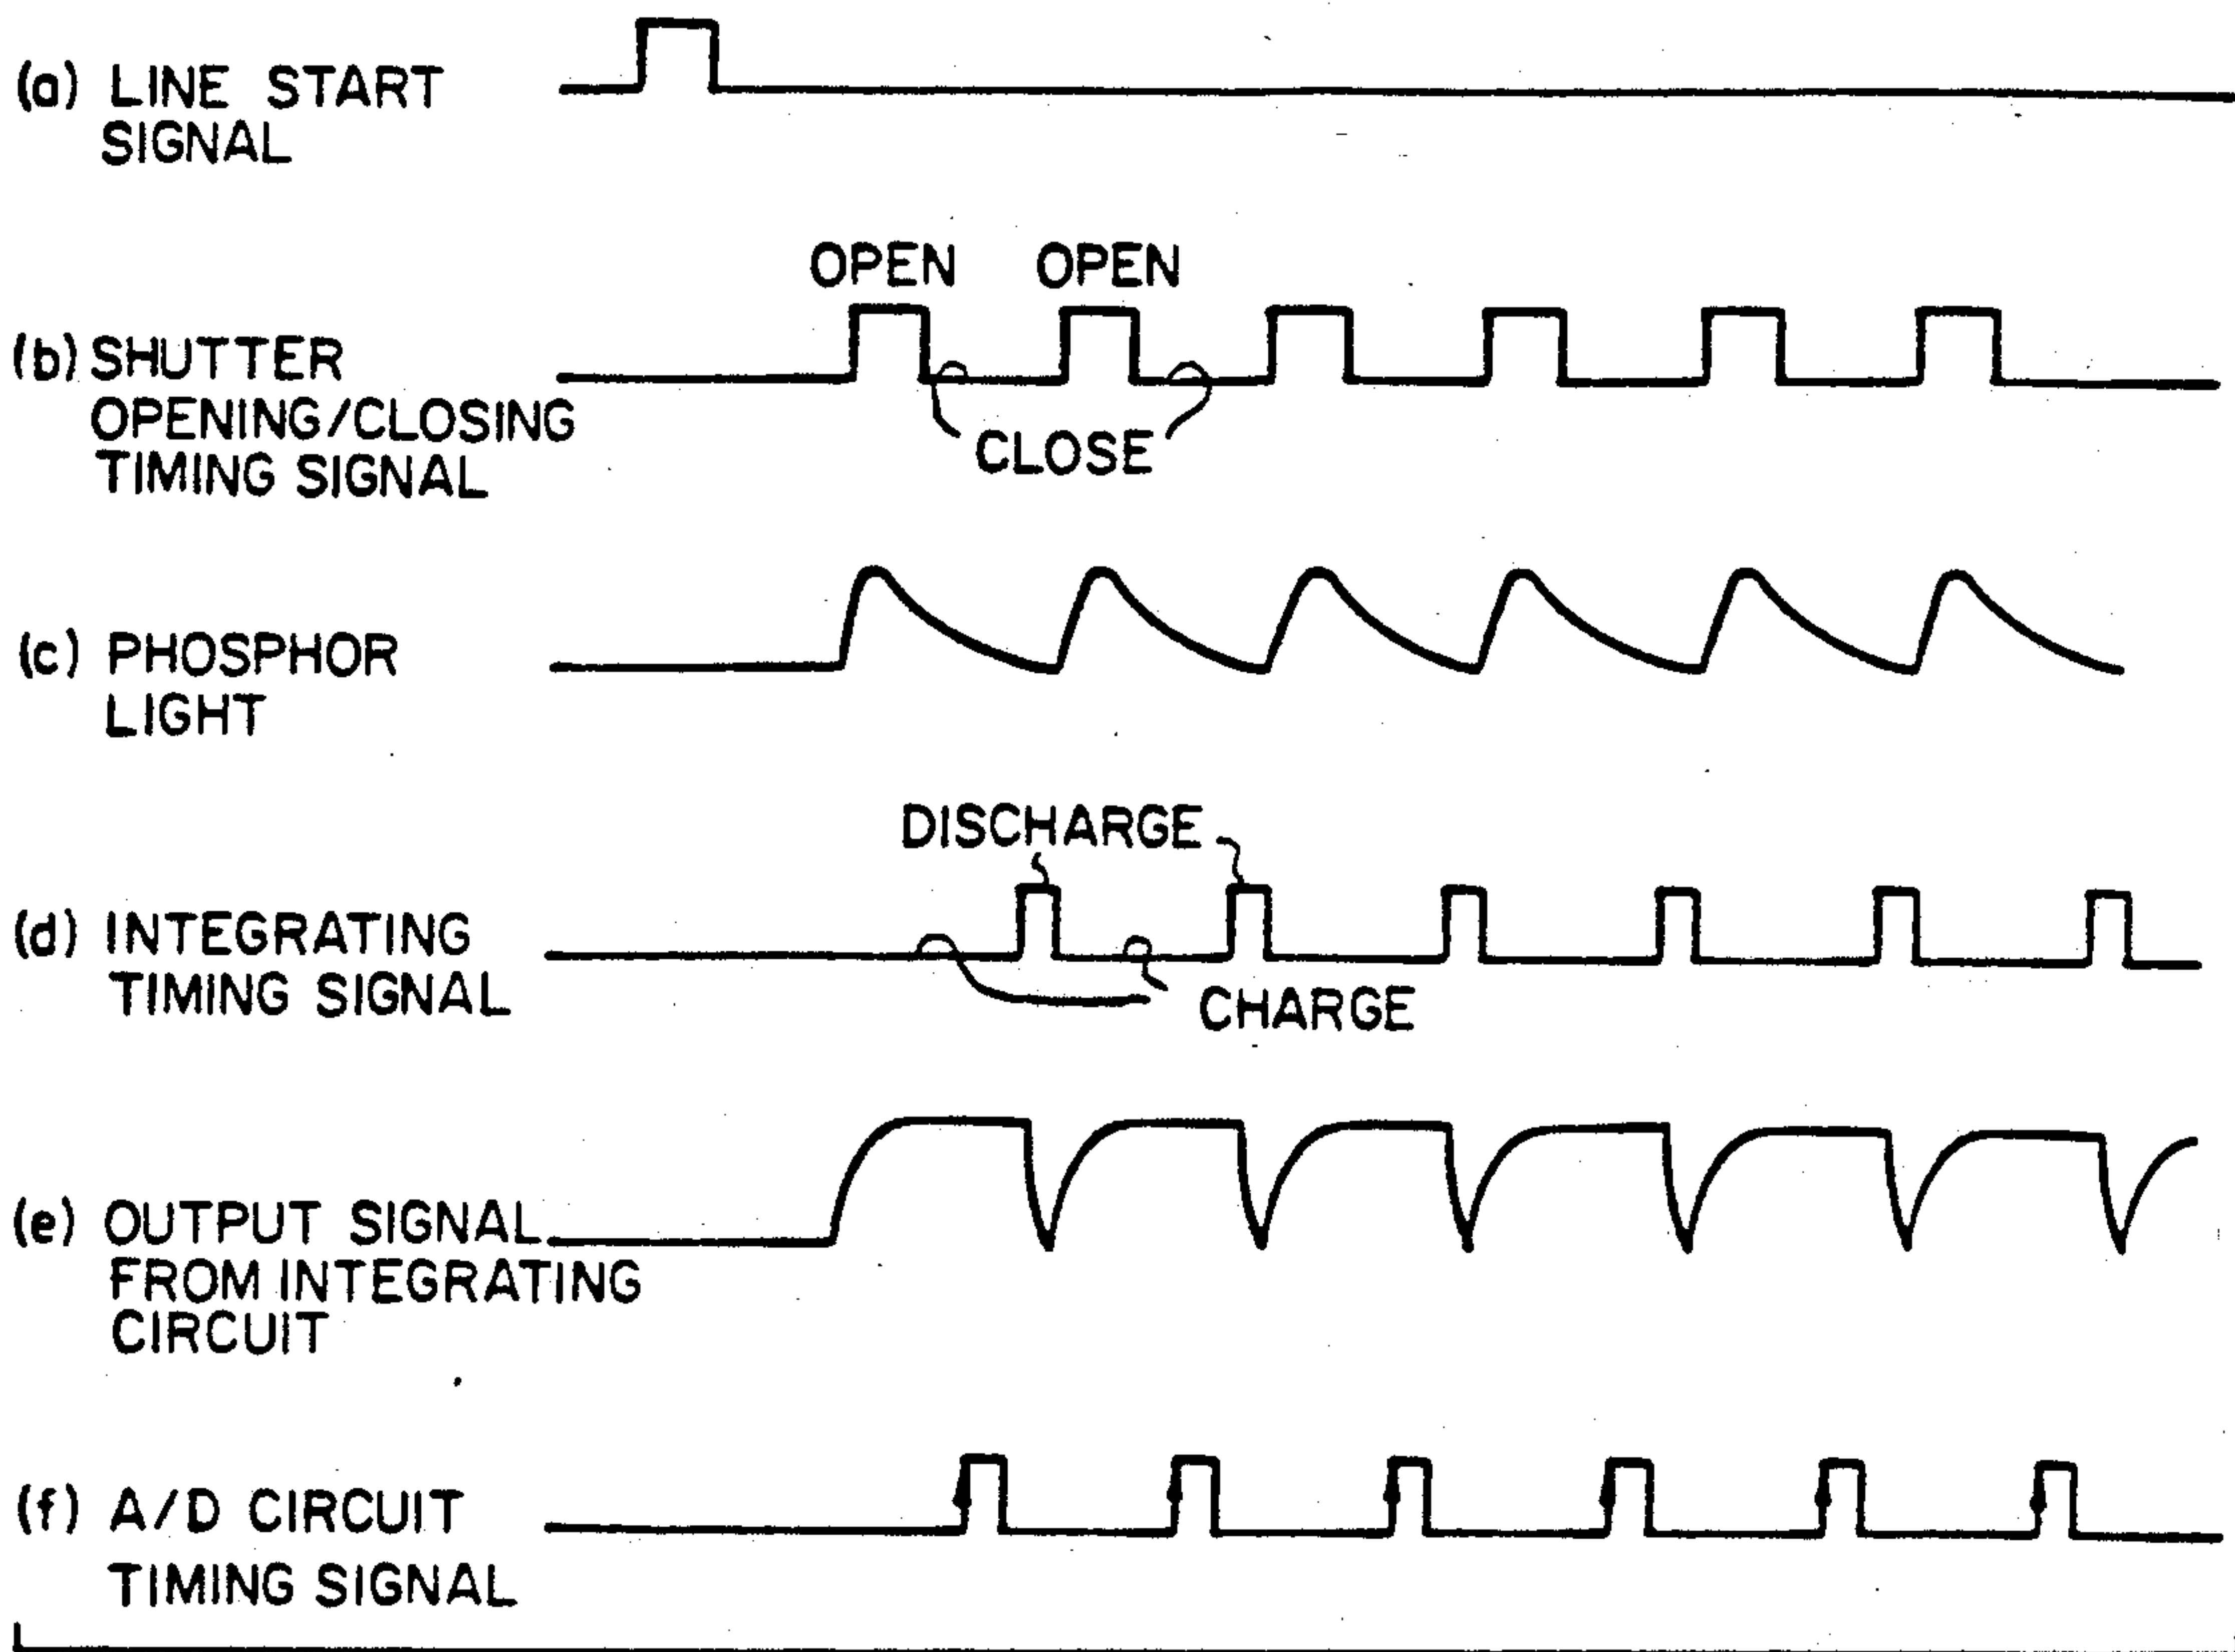 (a) LINE START
SIGNAL
OPEN OPEN
(b) SHUTTER
OPENING/CLOSING
TIMING SIGNAL
CLOSE
(c) PHOSPHOR
LIGHT
DISCHARGE
(d) INTEGRATING
TIMING SIGNAL
CHARGE
(e) OUTPUT SIGNAL
FROM INTEGRATING
CIRCUIT
(f) A/D CIRCUIT
TIMING SIGNAL